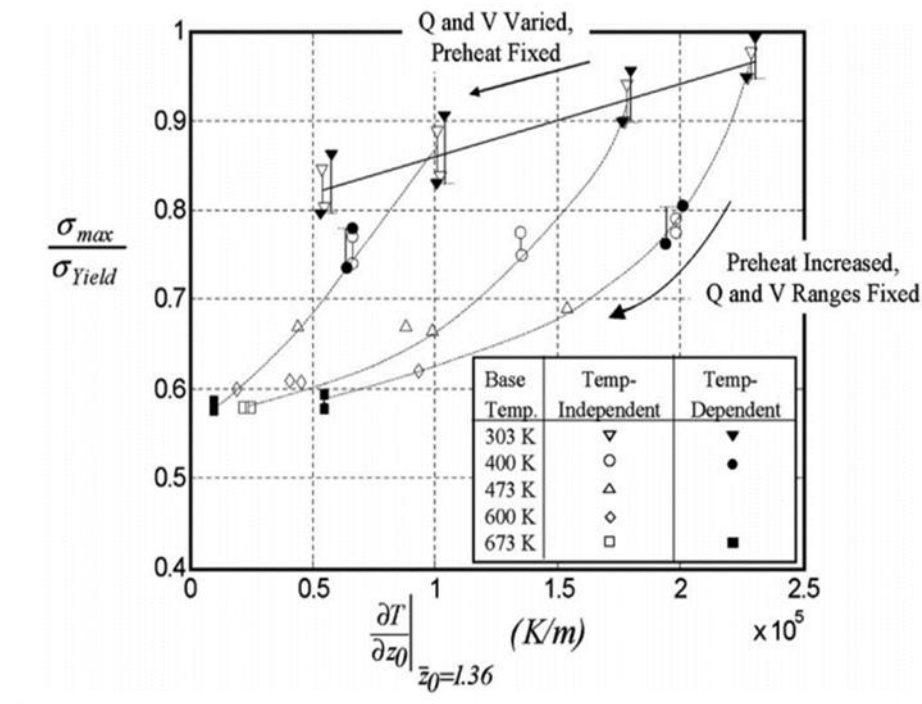 Q and V Varied,
Preheat Fixed
1
0.9
0.8
0.7
0.6
0.5
0.4
σmax
σYield
Preheat Increased,
Q and V Ranges Fixed
Base Temp. Temp-Independent Temp-Dependent
303 K
400 K
473 K
600 K
673 K
0 0.5 1 1.5 2 2.5
x10⁵
∂T
∂z₀
z̄₀=1.36
(K/m)